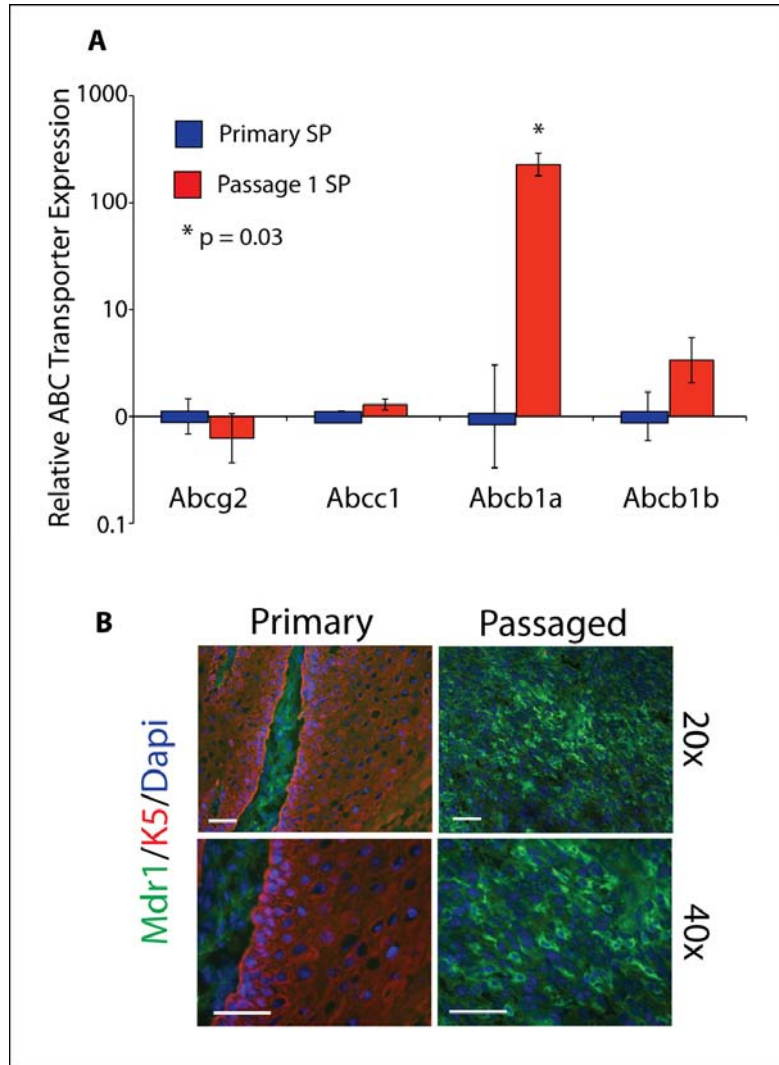 A
Relative ABC Transporter Expression
1000
100
10
0
0.1
Primary SP
Passage 1 SP
* p = 0.03
*
Abcg2 Abcc1 Abcb1a Abcb1b
B
Primary Passaged
Mdr1/K5/Dapi
20x
40x